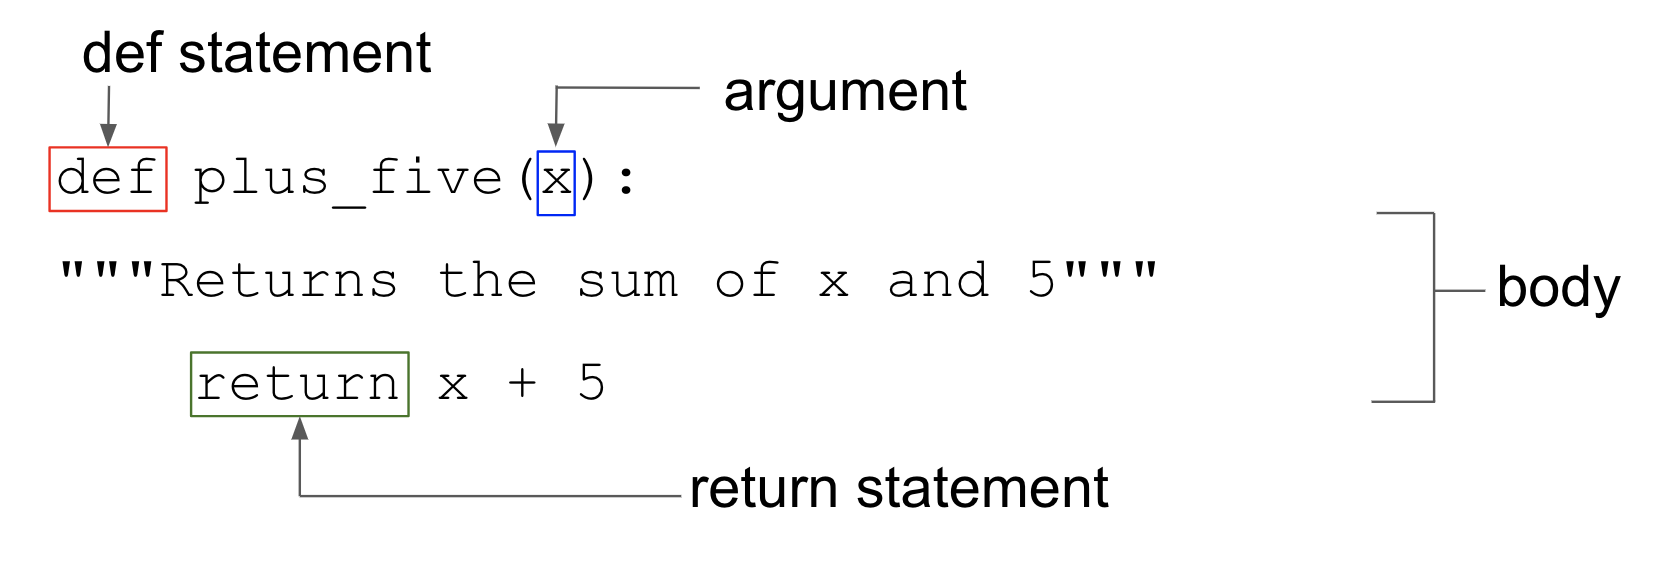 def statement
argument
def plus_five(x):
"""Returns the sum of x and 5"""
body
return x + 5
return statement